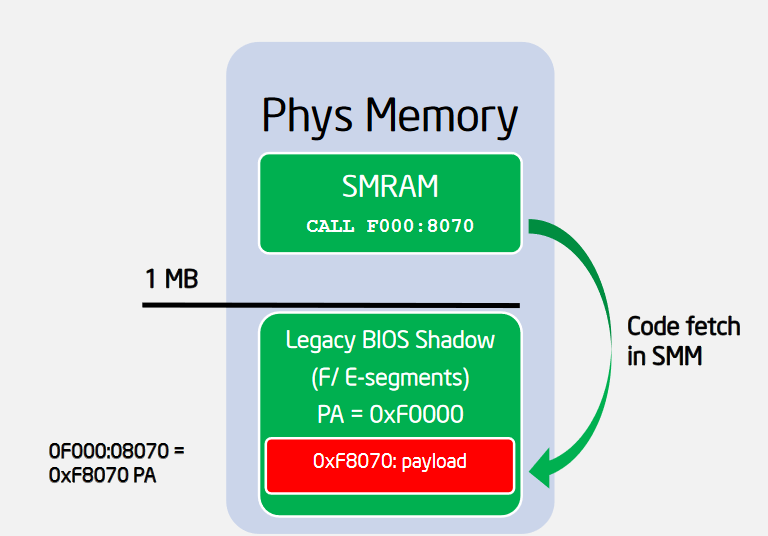 Phys Memory
SMRAM
CALL F000:8070
1 MB
Legacy BIOS Shadow
(F/ E-segments)
PA = 0xF0000
0xF8070: payload
Code fetch
in SMM
0F000:08070 =
0xF8070 PA